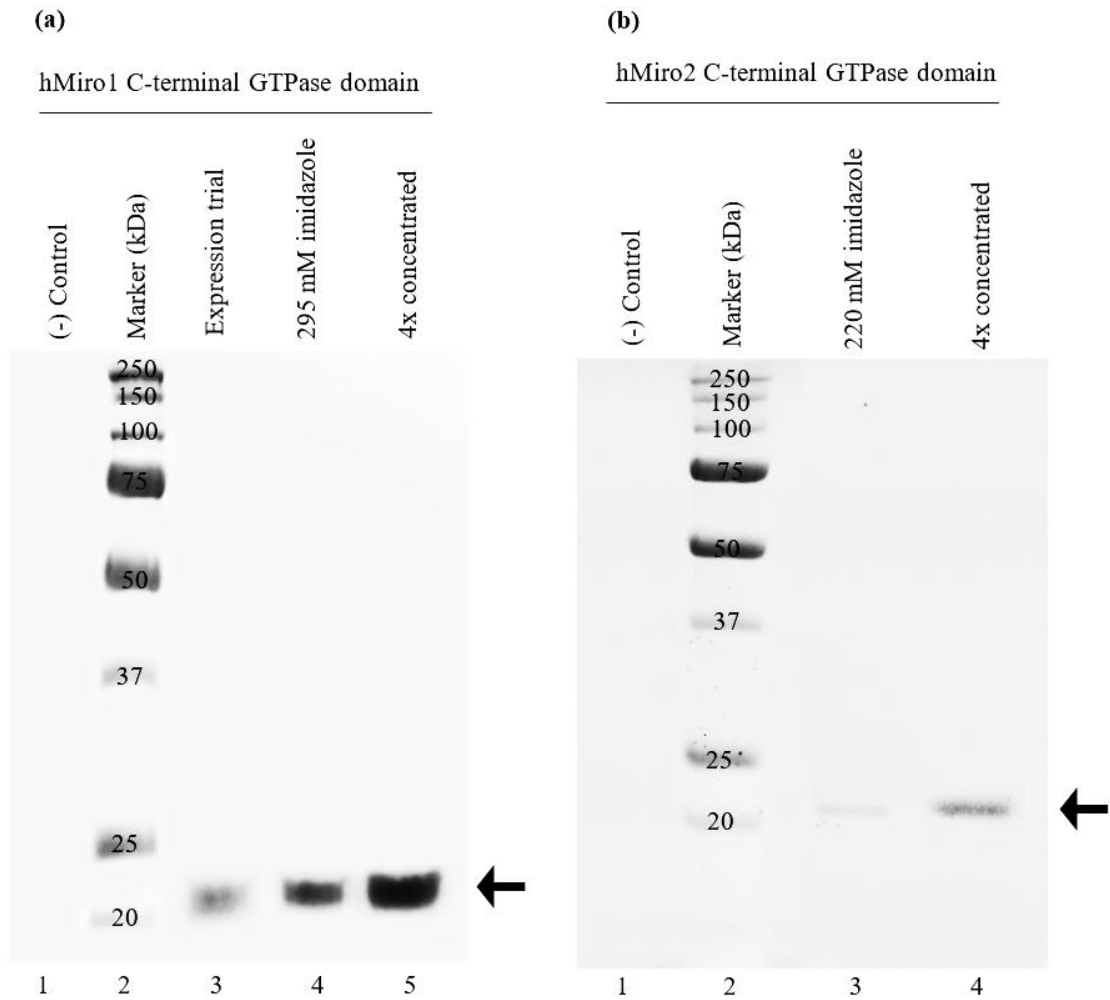 (a)
hMiro1 C-terminal GTPase domain
(-) Control
Marker (kDa)
Expression trial
295 mM imidazole
4x concentrated
250
150
100
75
50
37
25
20
1 2 3 4 5
(b)
hMiro2 C-terminal GTPase domain
(-) Control
Marker (kDa)
220 mM imidazole
4x concentrated
250
150
100
75
50
37
25
20
1 2 3 4